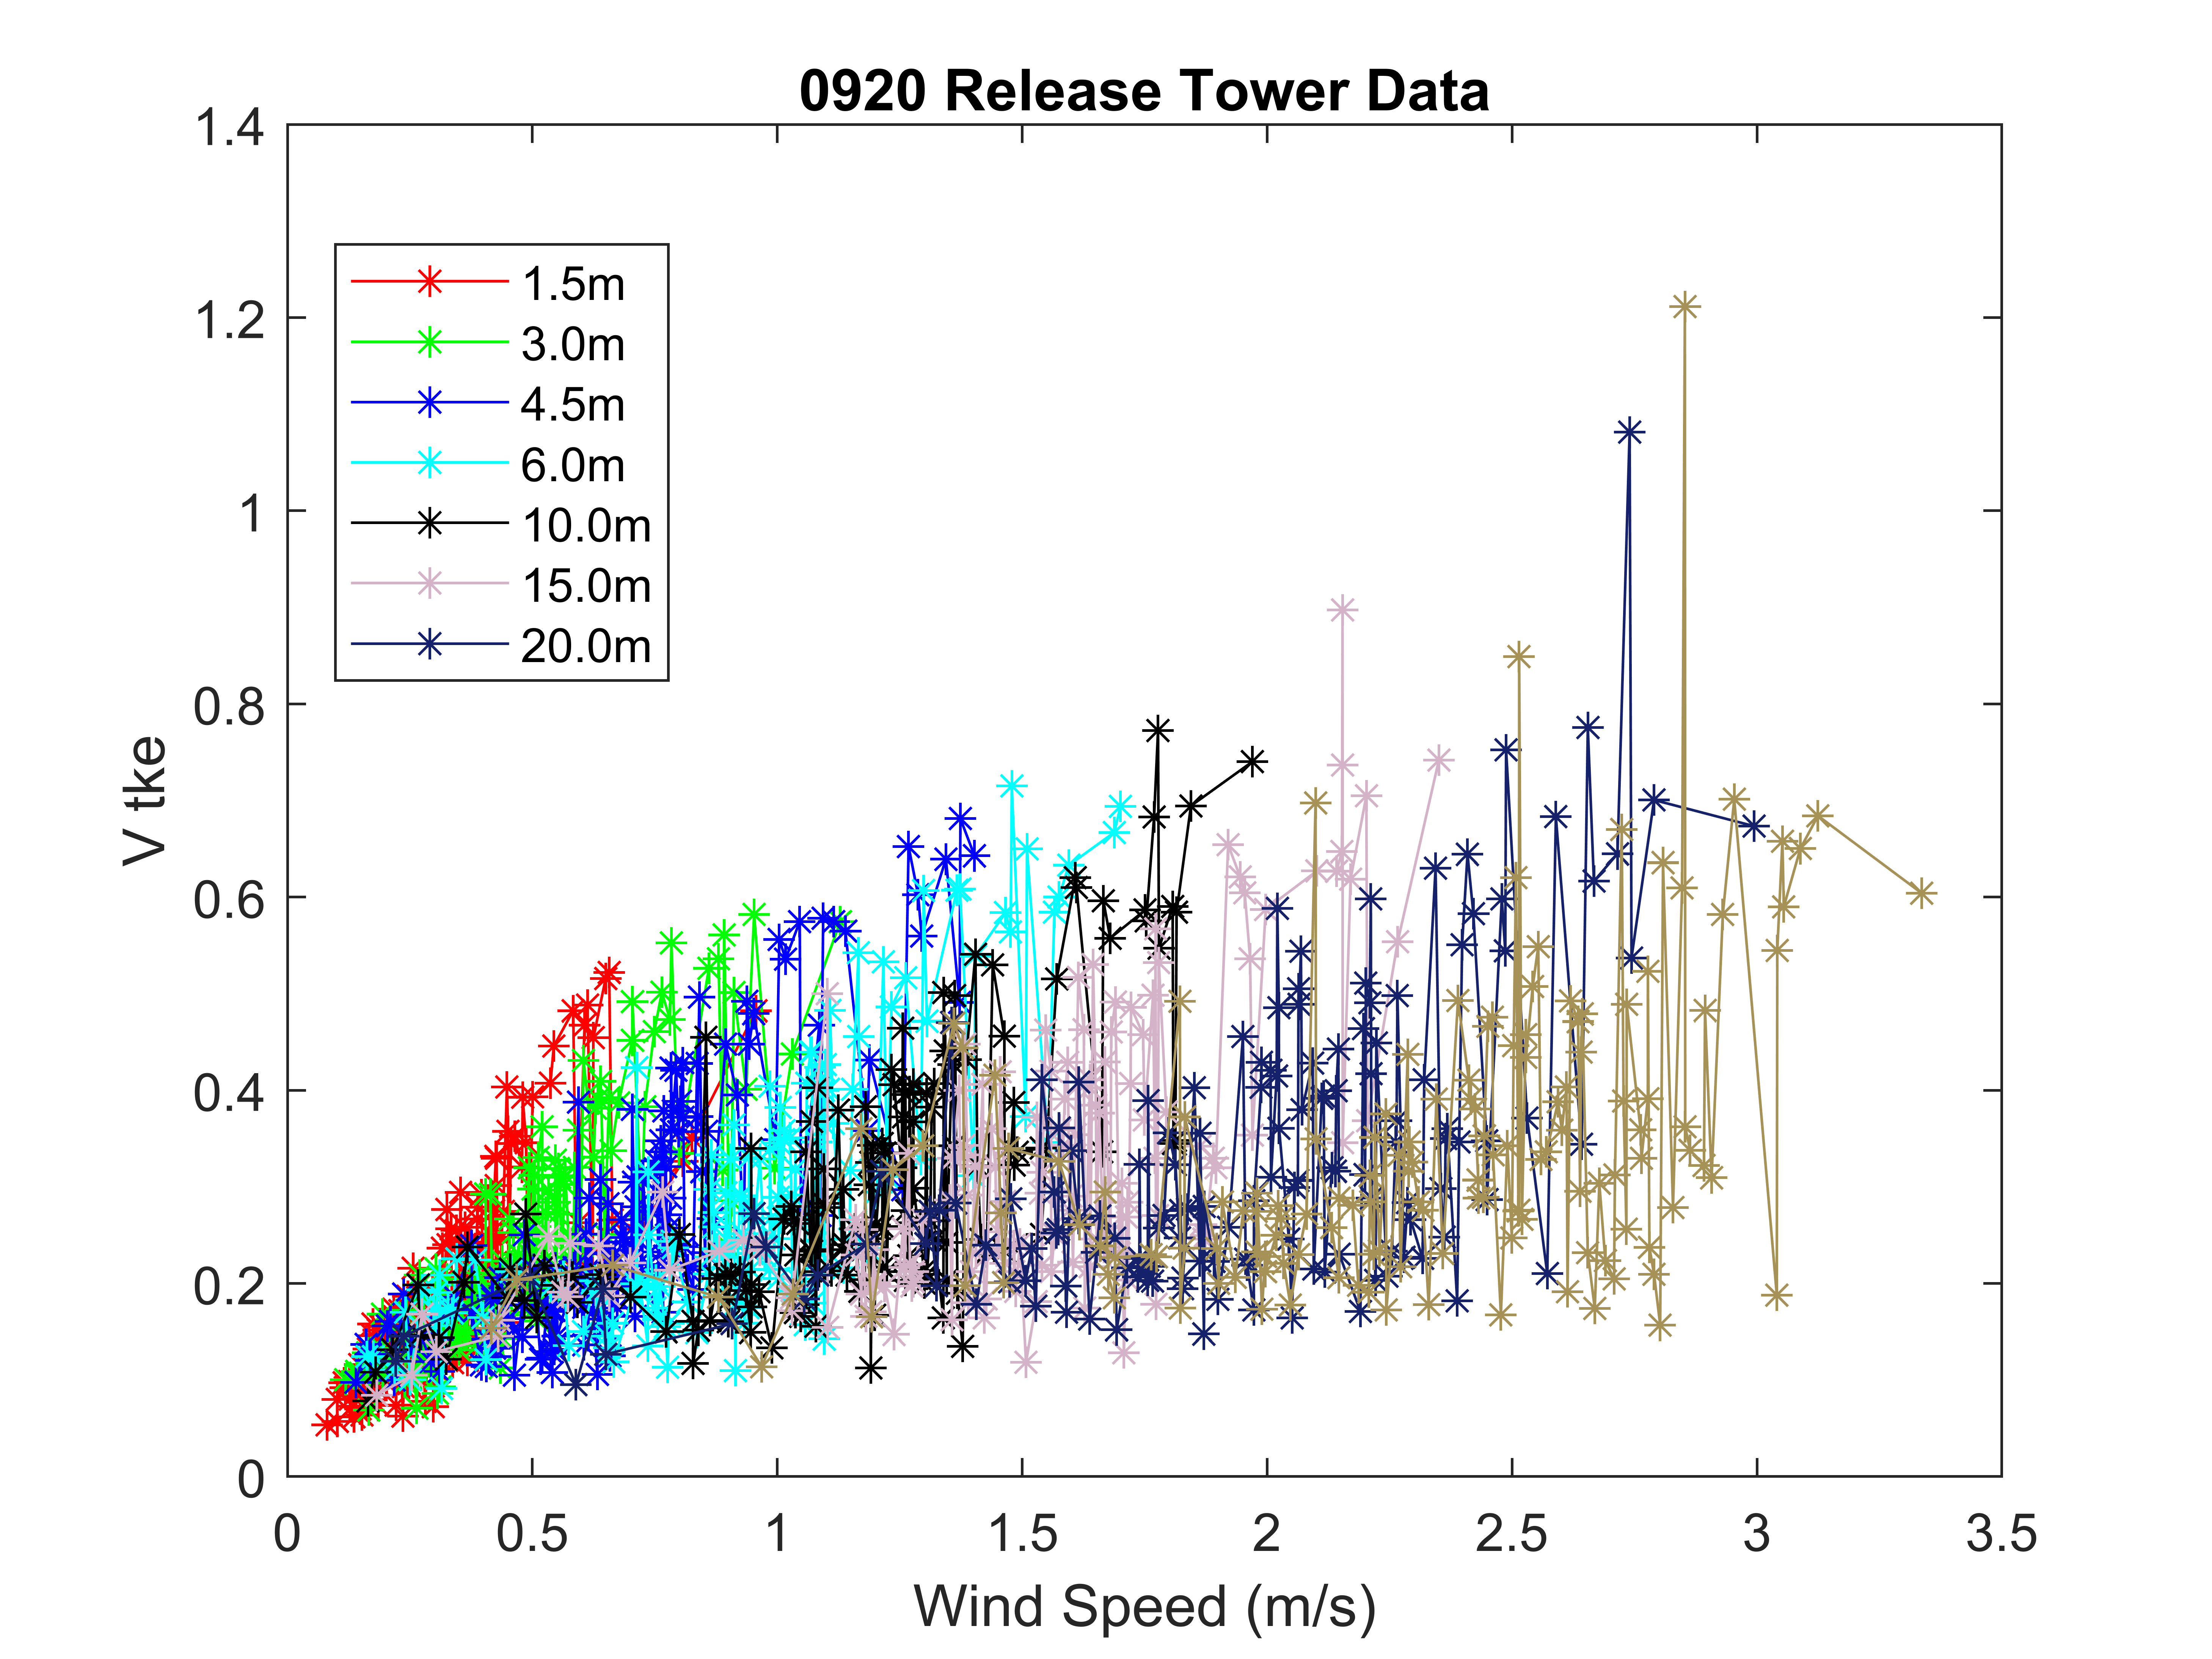 0920 Release Tower Data
1.4
1.2
1
0.8
0.6
0.4
0.2
0
V tke
1.5m
3.0m
4.5m
6.0m
10.0m
15.0m
20.0m
0 0.5 1 1.5 2 2.5 3 3.5
Wind Speed (m/s)